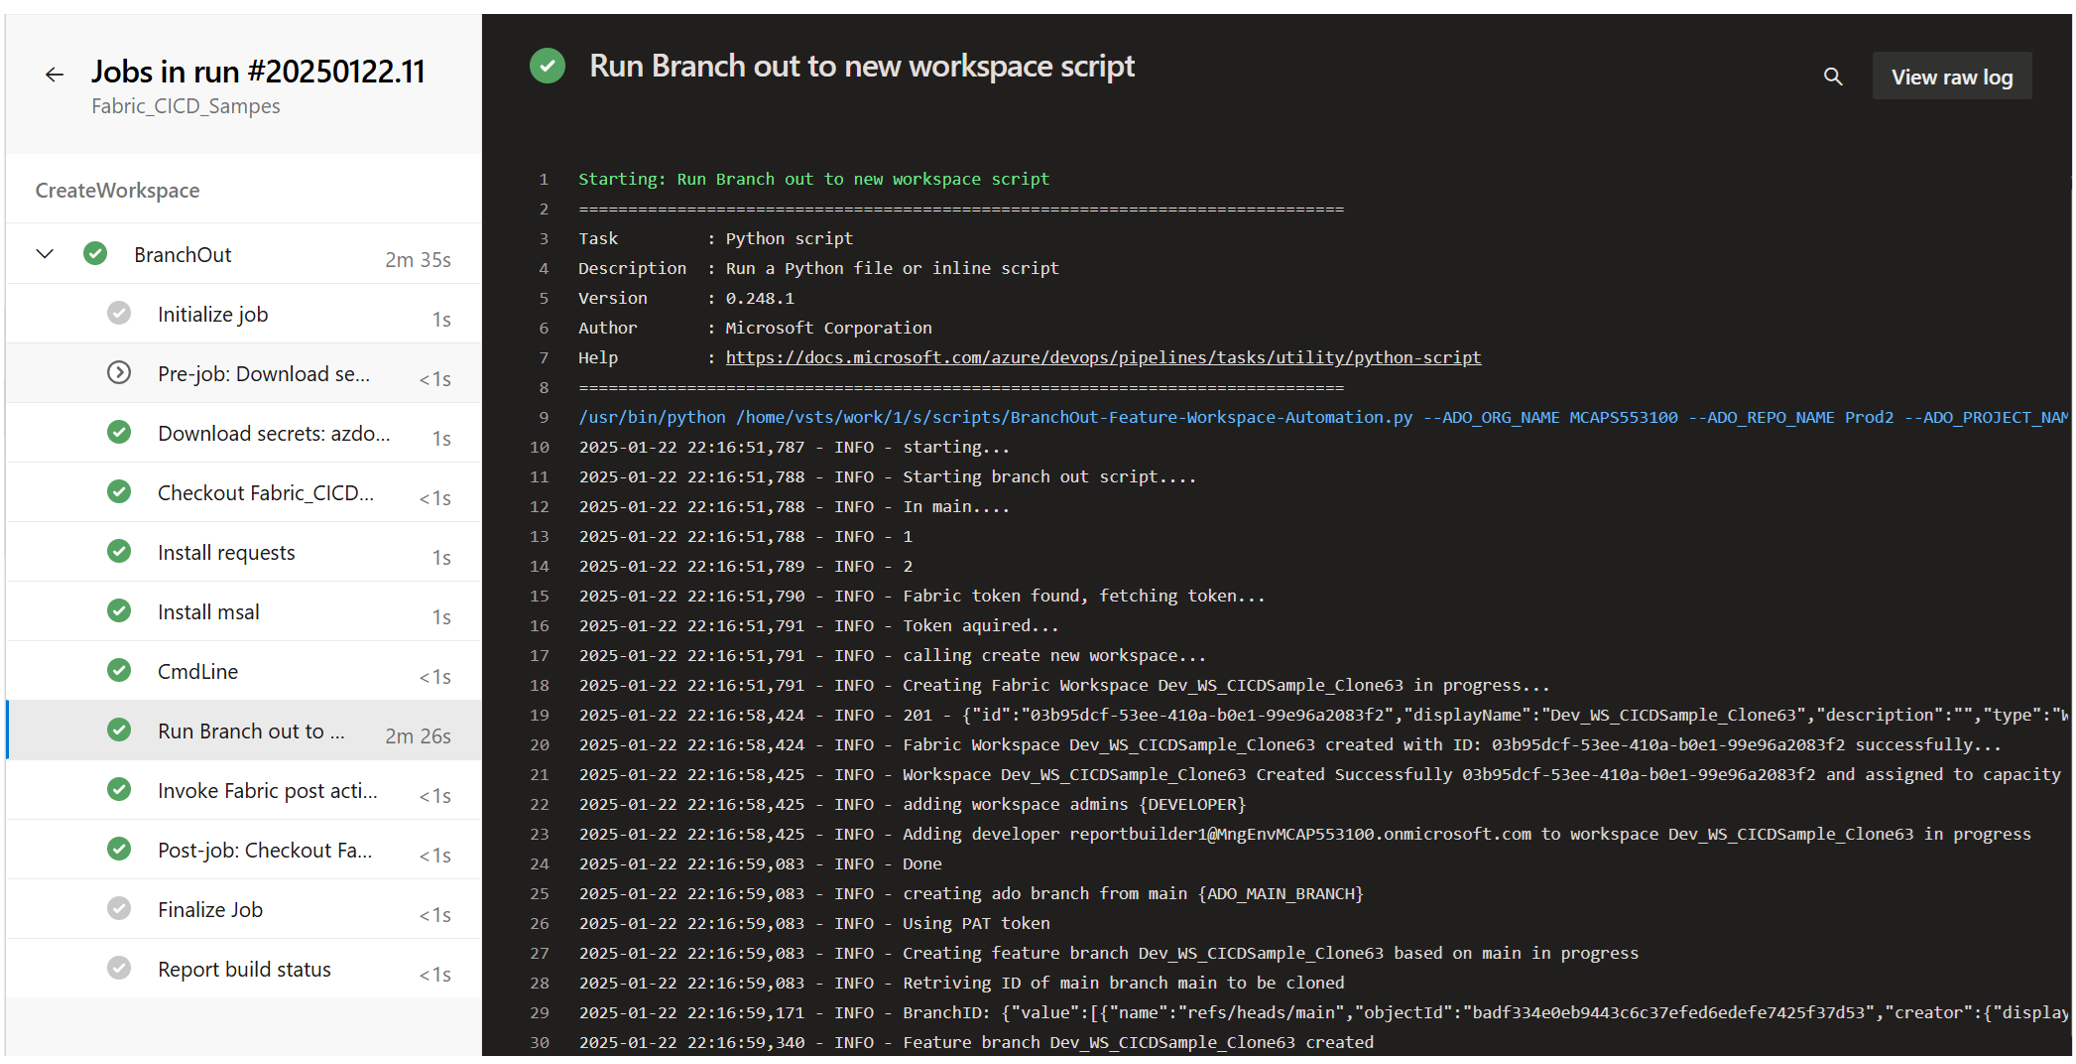 Jobs in run #20250122.11
Fabric_CICD_Sampes
CreateWorkspace
BranchOut 2m 35s
Initialize job 1s
Pre-job: Download se... <1s
Download secrets: azdo... 1s
Checkout Fabric_CICD... <1s
Install requests 1s
Install msal 1s
CmdLine <1s
Run Branch out to ... 2m 26s
Invoke Fabric post acti... <1s
Post-job: Checkout Fa... <1s
Finalize Job <1s
Report build status <1s
Run Branch out to new workspace script
View raw log
1 Starting: Run Branch out to new workspace script
2 ==============================================================================
3 Task : Python script
4 Description : Run a Python file or inline script
5 Version : 0.248.1
6 Author : Microsoft Corporation
7 Help : https://docs.microsoft.com/azure/devops/pipelines/tasks/utility/python-script
8 ==============================================================================
9 /usr/bin/python /home/vsts/work/1/s/scripts/BranchOut-Feature-Workspace-Automation.py --ADO_ORG_NAME MCAPS553100 --ADO_REPO_NAME Prod2 --ADO_PROJECT_NAM
10 2025-01-22 22:16:51,787 - INFO - starting...
11 2025-01-22 22:16:51,788 - INFO - Starting branch out script....
12 2025-01-22 22:16:51,788 - INFO - In main....
13 2025-01-22 22:16:51,788 - INFO - 1
14 2025-01-22 22:16:51,789 - INFO - 2
15 2025-01-22 22:16:51,790 - INFO - Fabric token found, fetching token...
16 2025-01-22 22:16:51,791 - INFO - Token aquired...
17 2025-01-22 22:16:51,791 - INFO - calling create new workspace...
18 2025-01-22 22:16:51,791 - INFO - Creating Fabric Workspace Dev_WS_CICDSample_Clone63 in progress...
19 2025-01-22 22:16:58,424 - INFO - 201 - {"id":"03b95dcf-53ee-410a-b0e1-99e96a2083f2","displayName":"Dev_WS_CICDSample_Clone63","description":"","type":"W
20 2025-01-22 22:16:58,424 - INFO - Fabric Workspace Dev_WS_CICDSample_Clone63 created with ID: 03b95dcf-53ee-410a-b0e1-99e96a2083f2 successfully...
21 2025-01-22 22:16:58,425 - INFO - Workspace Dev_WS_CICDSample_Clone63 Created Successfully 03b95dcf-53ee-410a-b0e1-99e96a2083f2 and assigned to capacity
22 2025-01-22 22:16:58,425 - INFO - adding workspace admins {DEVELOPER}
23 2025-01-22 22:16:58,425 - INFO - Adding developer reportbuilder1@MngEnvMCAP553100.onmicrosoft.com to workspace Dev_WS_CICDSample_Clone63 in progress
24 2025-01-22 22:16:59,083 - INFO - Done
25 2025-01-22 22:16:59,083 - INFO - creating ado branch from main {ADO_MAIN_BRANCH}
26 2025-01-22 22:16:59,083 - INFO - Using PAT token
27 2025-01-22 22:16:59,083 - INFO - Creating feature branch Dev_WS_CICDSample_Clone63 based on main in progress
28 2025-01-22 22:16:59,083 - INFO - Retriving ID of main branch main to be cloned
29 2025-01-22 22:16:59,171 - INFO - BranchID: {"value":[{"name":"refs/heads/main","objectId":"badf334e0eb9443c6c37efed6edefe7425f37d53","creator":{"display
30 2025-01-22 22:16:59,340 - INFO - Feature branch Dev_WS_CICDSample_Clone63 created